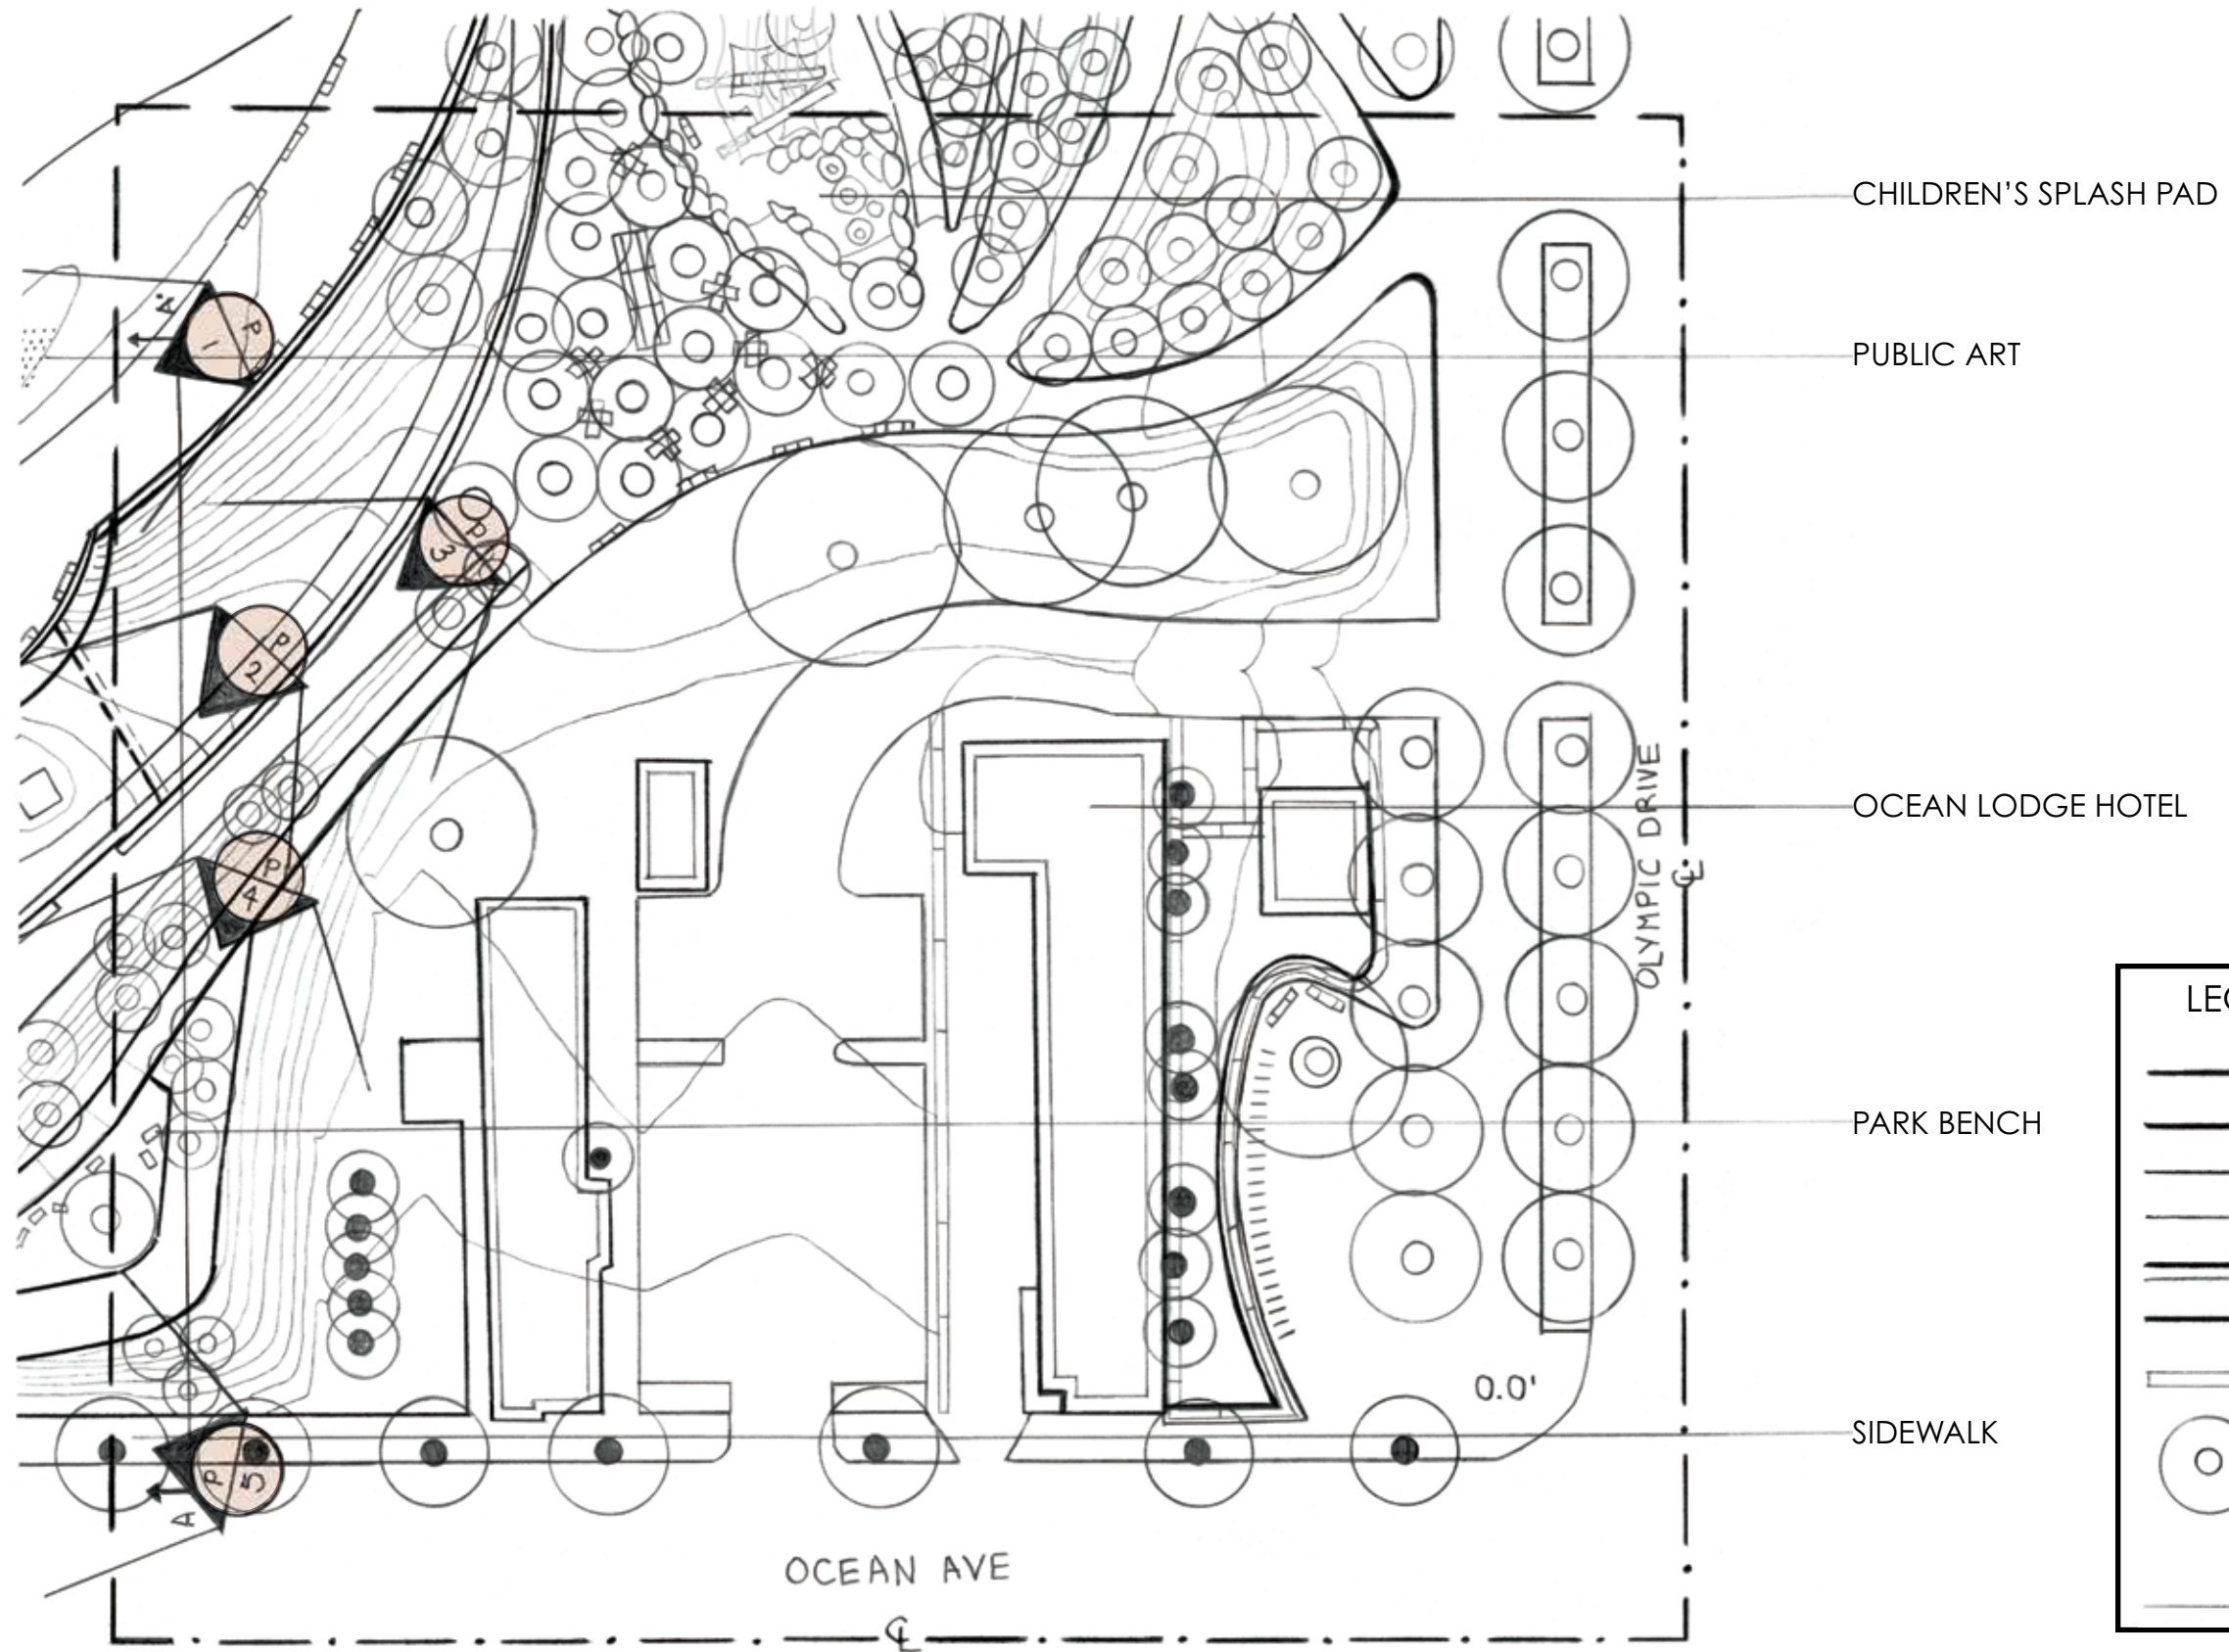 CHILDREN’S SPLASH PAD
A'
P
1
PUBLIC ART
P
3
P
2
OCEAN LODGE HOTEL
OLYMPIC DRIVE
℄
P
4
LEG
PARK BENCH
0.0'
SIDEWALK
P
5
A
OCEAN AVE
℄